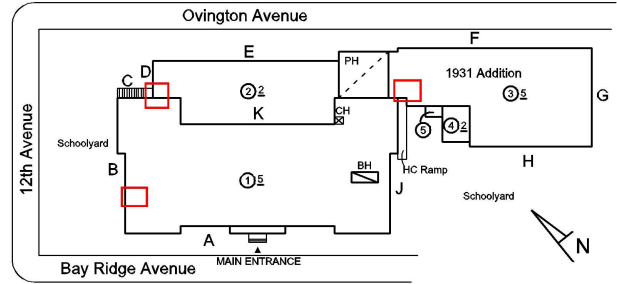 Ovington Avenue
E
F
D
PH
1931 Addition
C
2 2
3 5
G
12th Avenue
K
CH
5
4 2
Schoolyard
H
B
1 5
BH
HC Ramp
J
Schoolyard
A
N
MAIN ENTRANCE
Bay Ridge Avenue